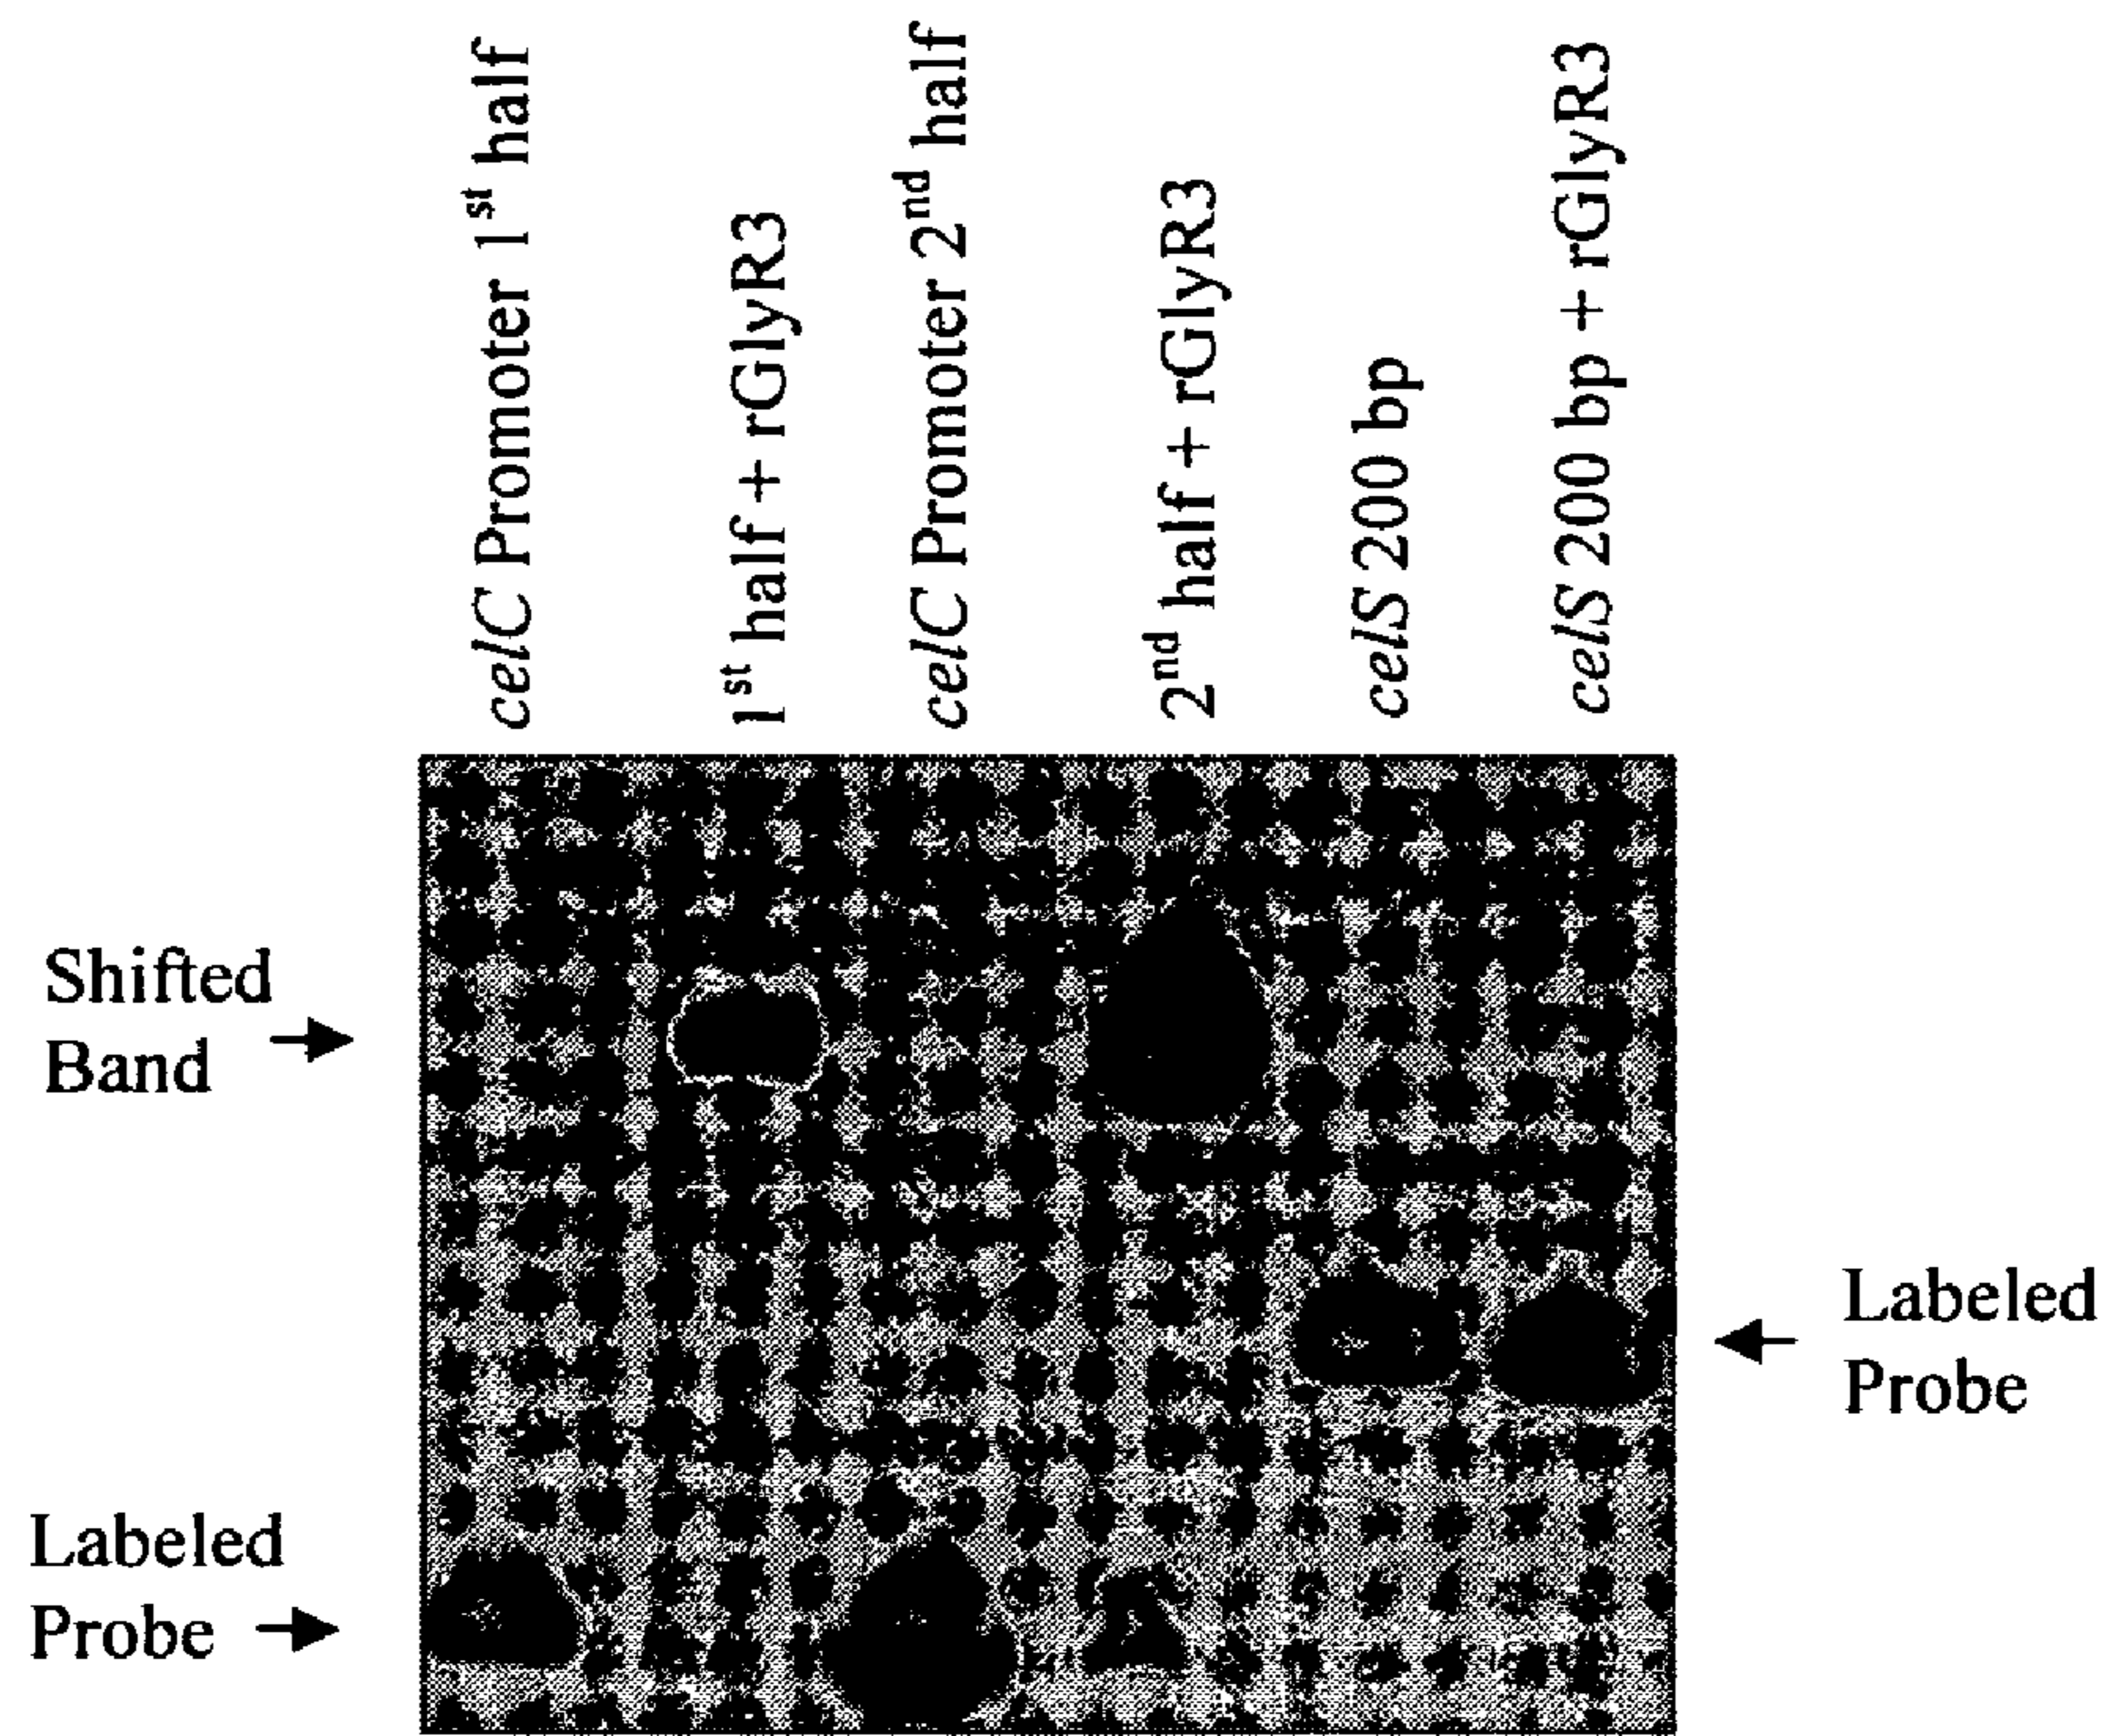 celC Promoter 1st half
1st half + rGlyR3
celC Promoter 2nd half
2nd half + rGlyR3
celS 200 bp
celS 200 bp + rGlyR3
Shifted
Band
Labeled
Probe
Labeled
Probe